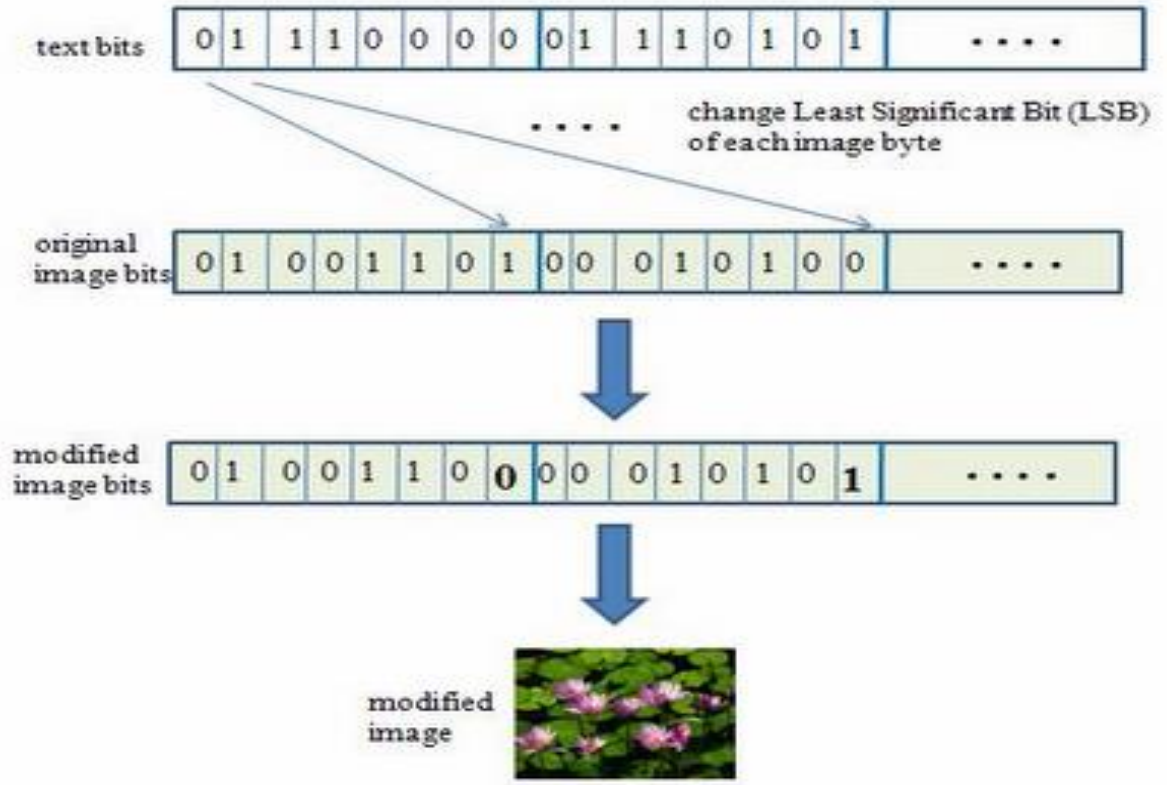 text bits
0 1 1 1 0 0 0 0 0 1 1 1 0 1 0 1 . . . .
. . . .
change Least Significant Bit (LSB)
of each image byte
original
image bits
0 1 0 0 1 1 0 1 0 0 0 1 0 1 0 0 . . . .
modified
image bits
0 1 0 0 1 1 0 0 0 0 0 1 0 1 0 1 . . . .
modified
image